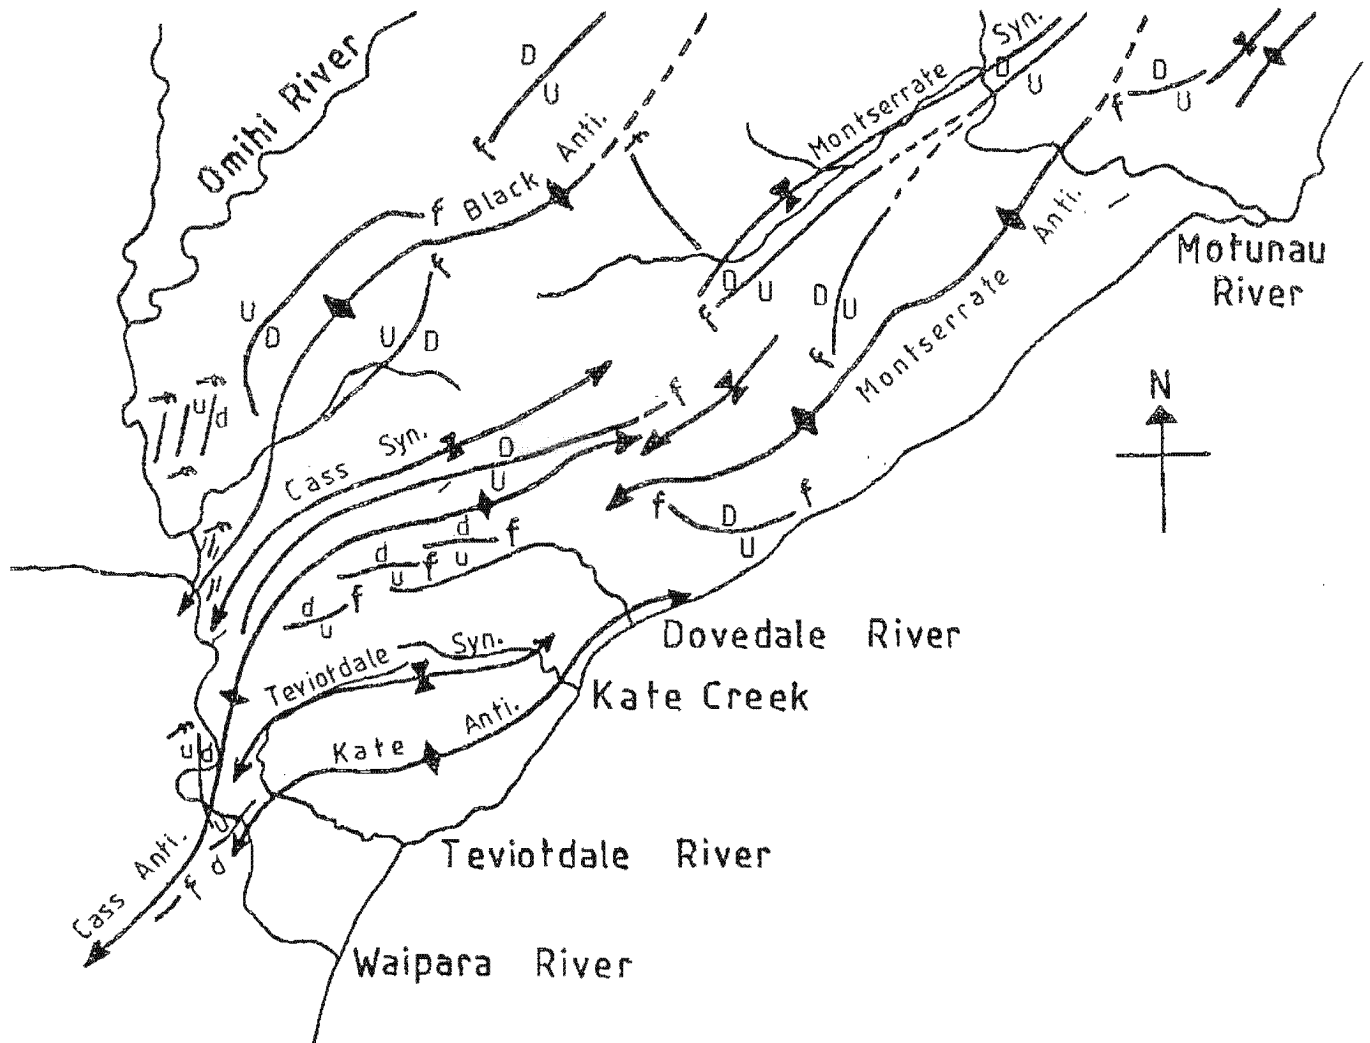 Syn.
D
U
D
U
f
Omihi River
D
U
f
Black Anti.
f
f
Montserrate
D
U
f
D
U
f
Montserrate Anti.
Motunau
River
U
D
f
U
D
N
f
f
u
d
f
Cass Syn.
D
U
f
f
D
U
f
f
d
u
f
d
u
f
d
u
f
Teviotdale Syn.
Dovedale River
Kate Creek
Kate Anti.
f
u
d
Teviotdale River
Cass Anti.
U
d
f
Waipara River